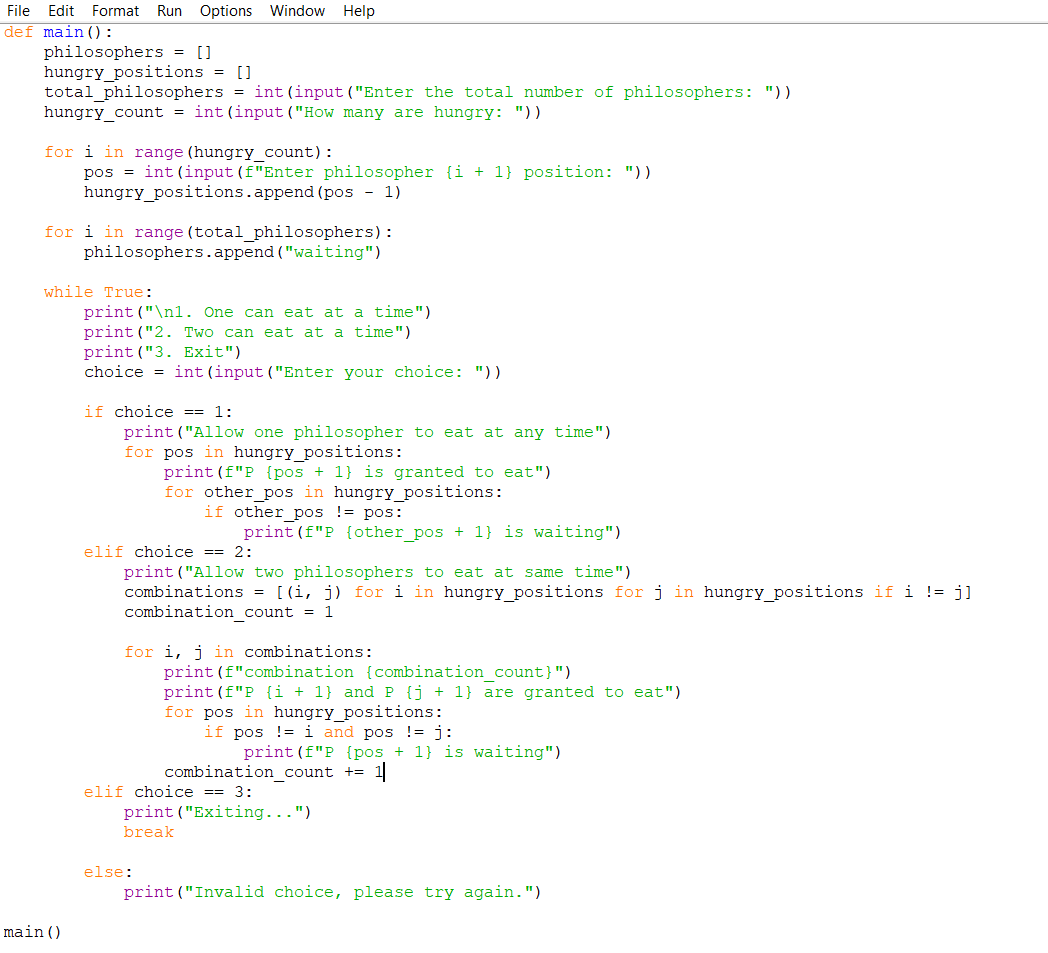 File Edit Format Run Options Window Help
def main():
    philosophers = []
    hungry_positions = []
    total_philosophers = int(input("Enter the total number of philosophers: "))
    hungry_count = int(input("How many are hungry: "))

    for i in range(hungry_count):
        pos = int(input(f"Enter philosopher {i + 1} position: "))
        hungry_positions.append(pos - 1)

    for i in range(total_philosophers):
        philosophers.append("waiting")

    while True:
        print("\n1. One can eat at a time")
        print("2. Two can eat at a time")
        print("3. Exit")
        choice = int(input("Enter your choice: "))

        if choice == 1:
            print("Allow one philosopher to eat at any time")
            for pos in hungry_positions:
                print(f"P {pos + 1} is granted to eat")
                for other_pos in hungry_positions:
                    if other_pos != pos:
                        print(f"P {other_pos + 1} is waiting")
        elif choice == 2:
            print("Allow two philosophers to eat at same time")
            combinations = [(i, j) for i in hungry_positions for j in hungry_positions if i != j]
            combination_count = 1

            for i, j in combinations:
                print(f"combination {combination_count}")
                print(f"P {i + 1} and P {j + 1} are granted to eat")
                for pos in hungry_positions:
                    if pos != i and pos != j:
                        print(f"P {pos + 1} is waiting")
                combination_count += 1
        elif choice == 3:
            print("Exiting...")
            break

        else:
            print("Invalid choice, please try again.")

main()